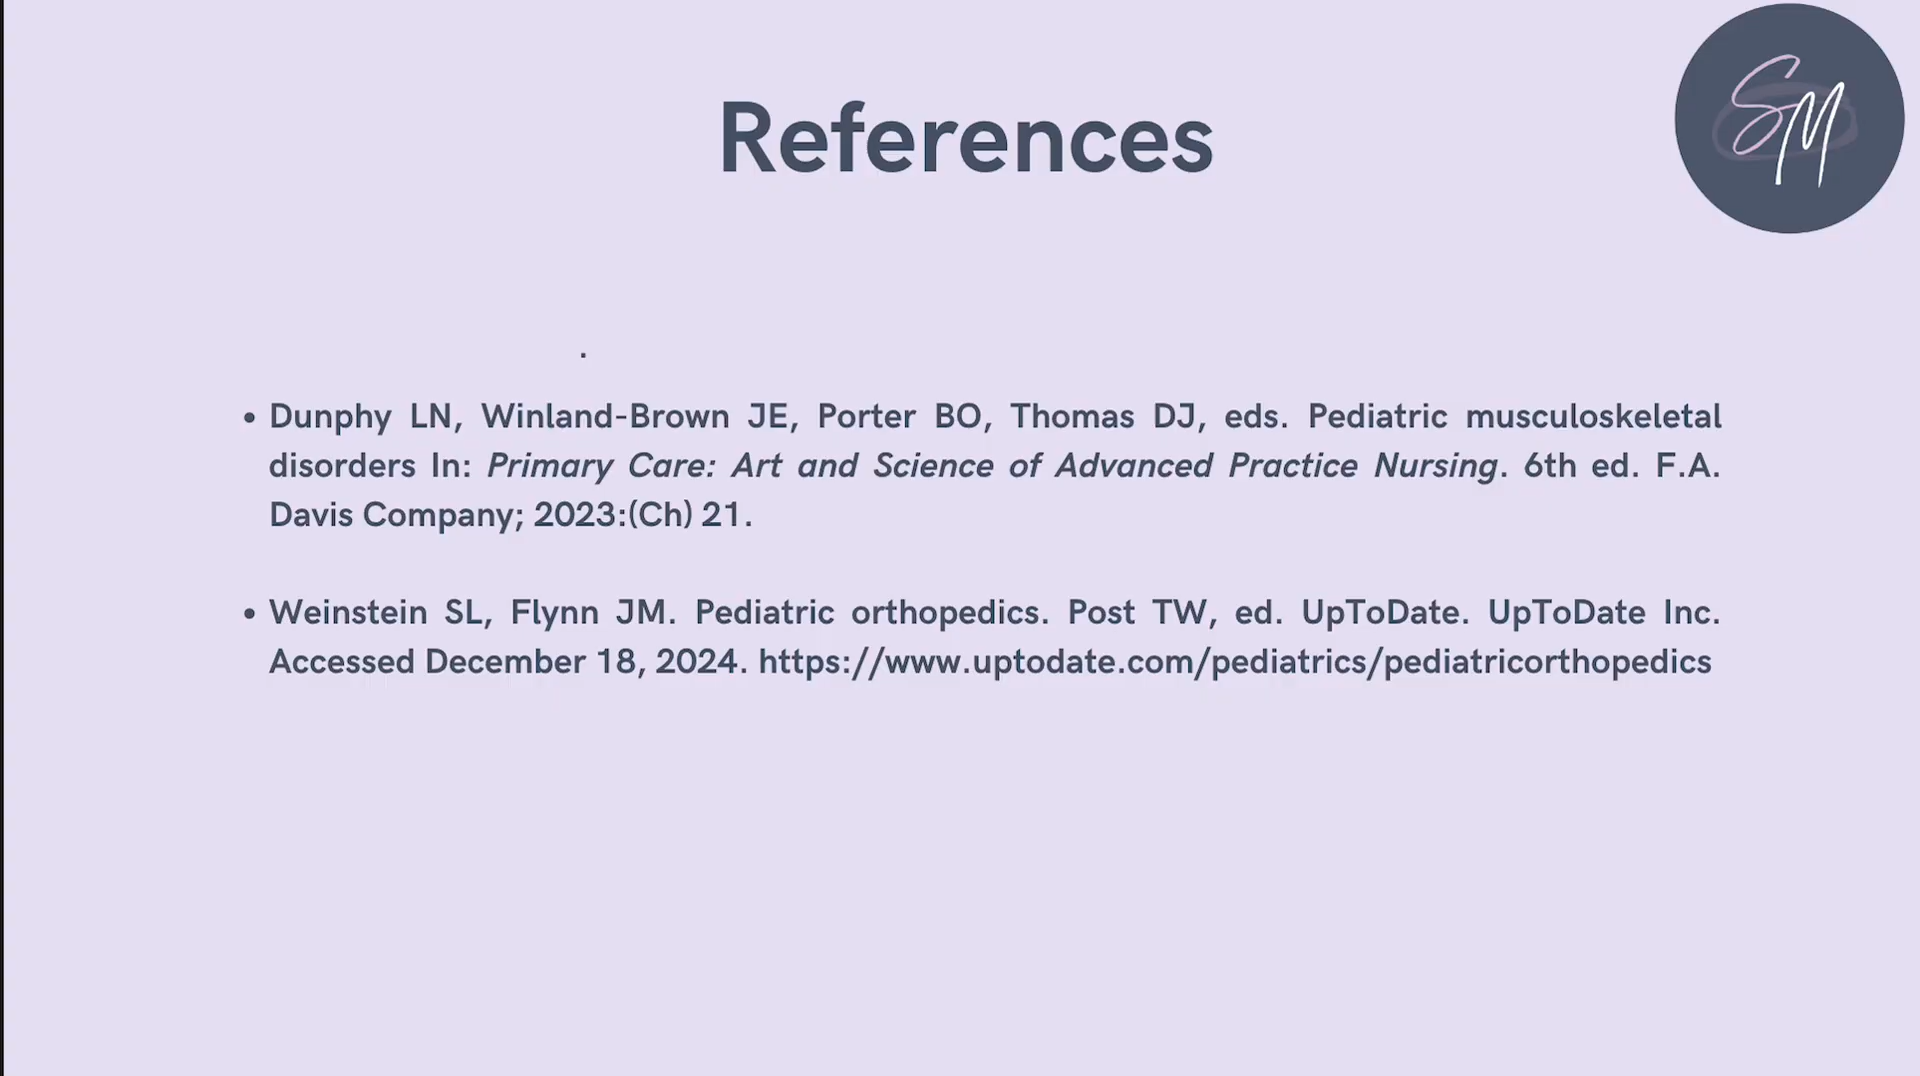 SM
References
.
• Dunphy LN, Winland-Brown JE, Porter BO, Thomas DJ, eds. Pediatric musculoskeletal
disorders In: Primary Care: Art and Science of Advanced Practice Nursing. 6th ed. F.A.
Davis Company; 2023:(Ch) 21.
• Weinstein SL, Flynn JM. Pediatric orthopedics. Post TW, ed. UpToDate. UpToDate Inc.
Accessed December 18, 2024. https://www.uptodate.com/pediatrics/pediatricorthopedics